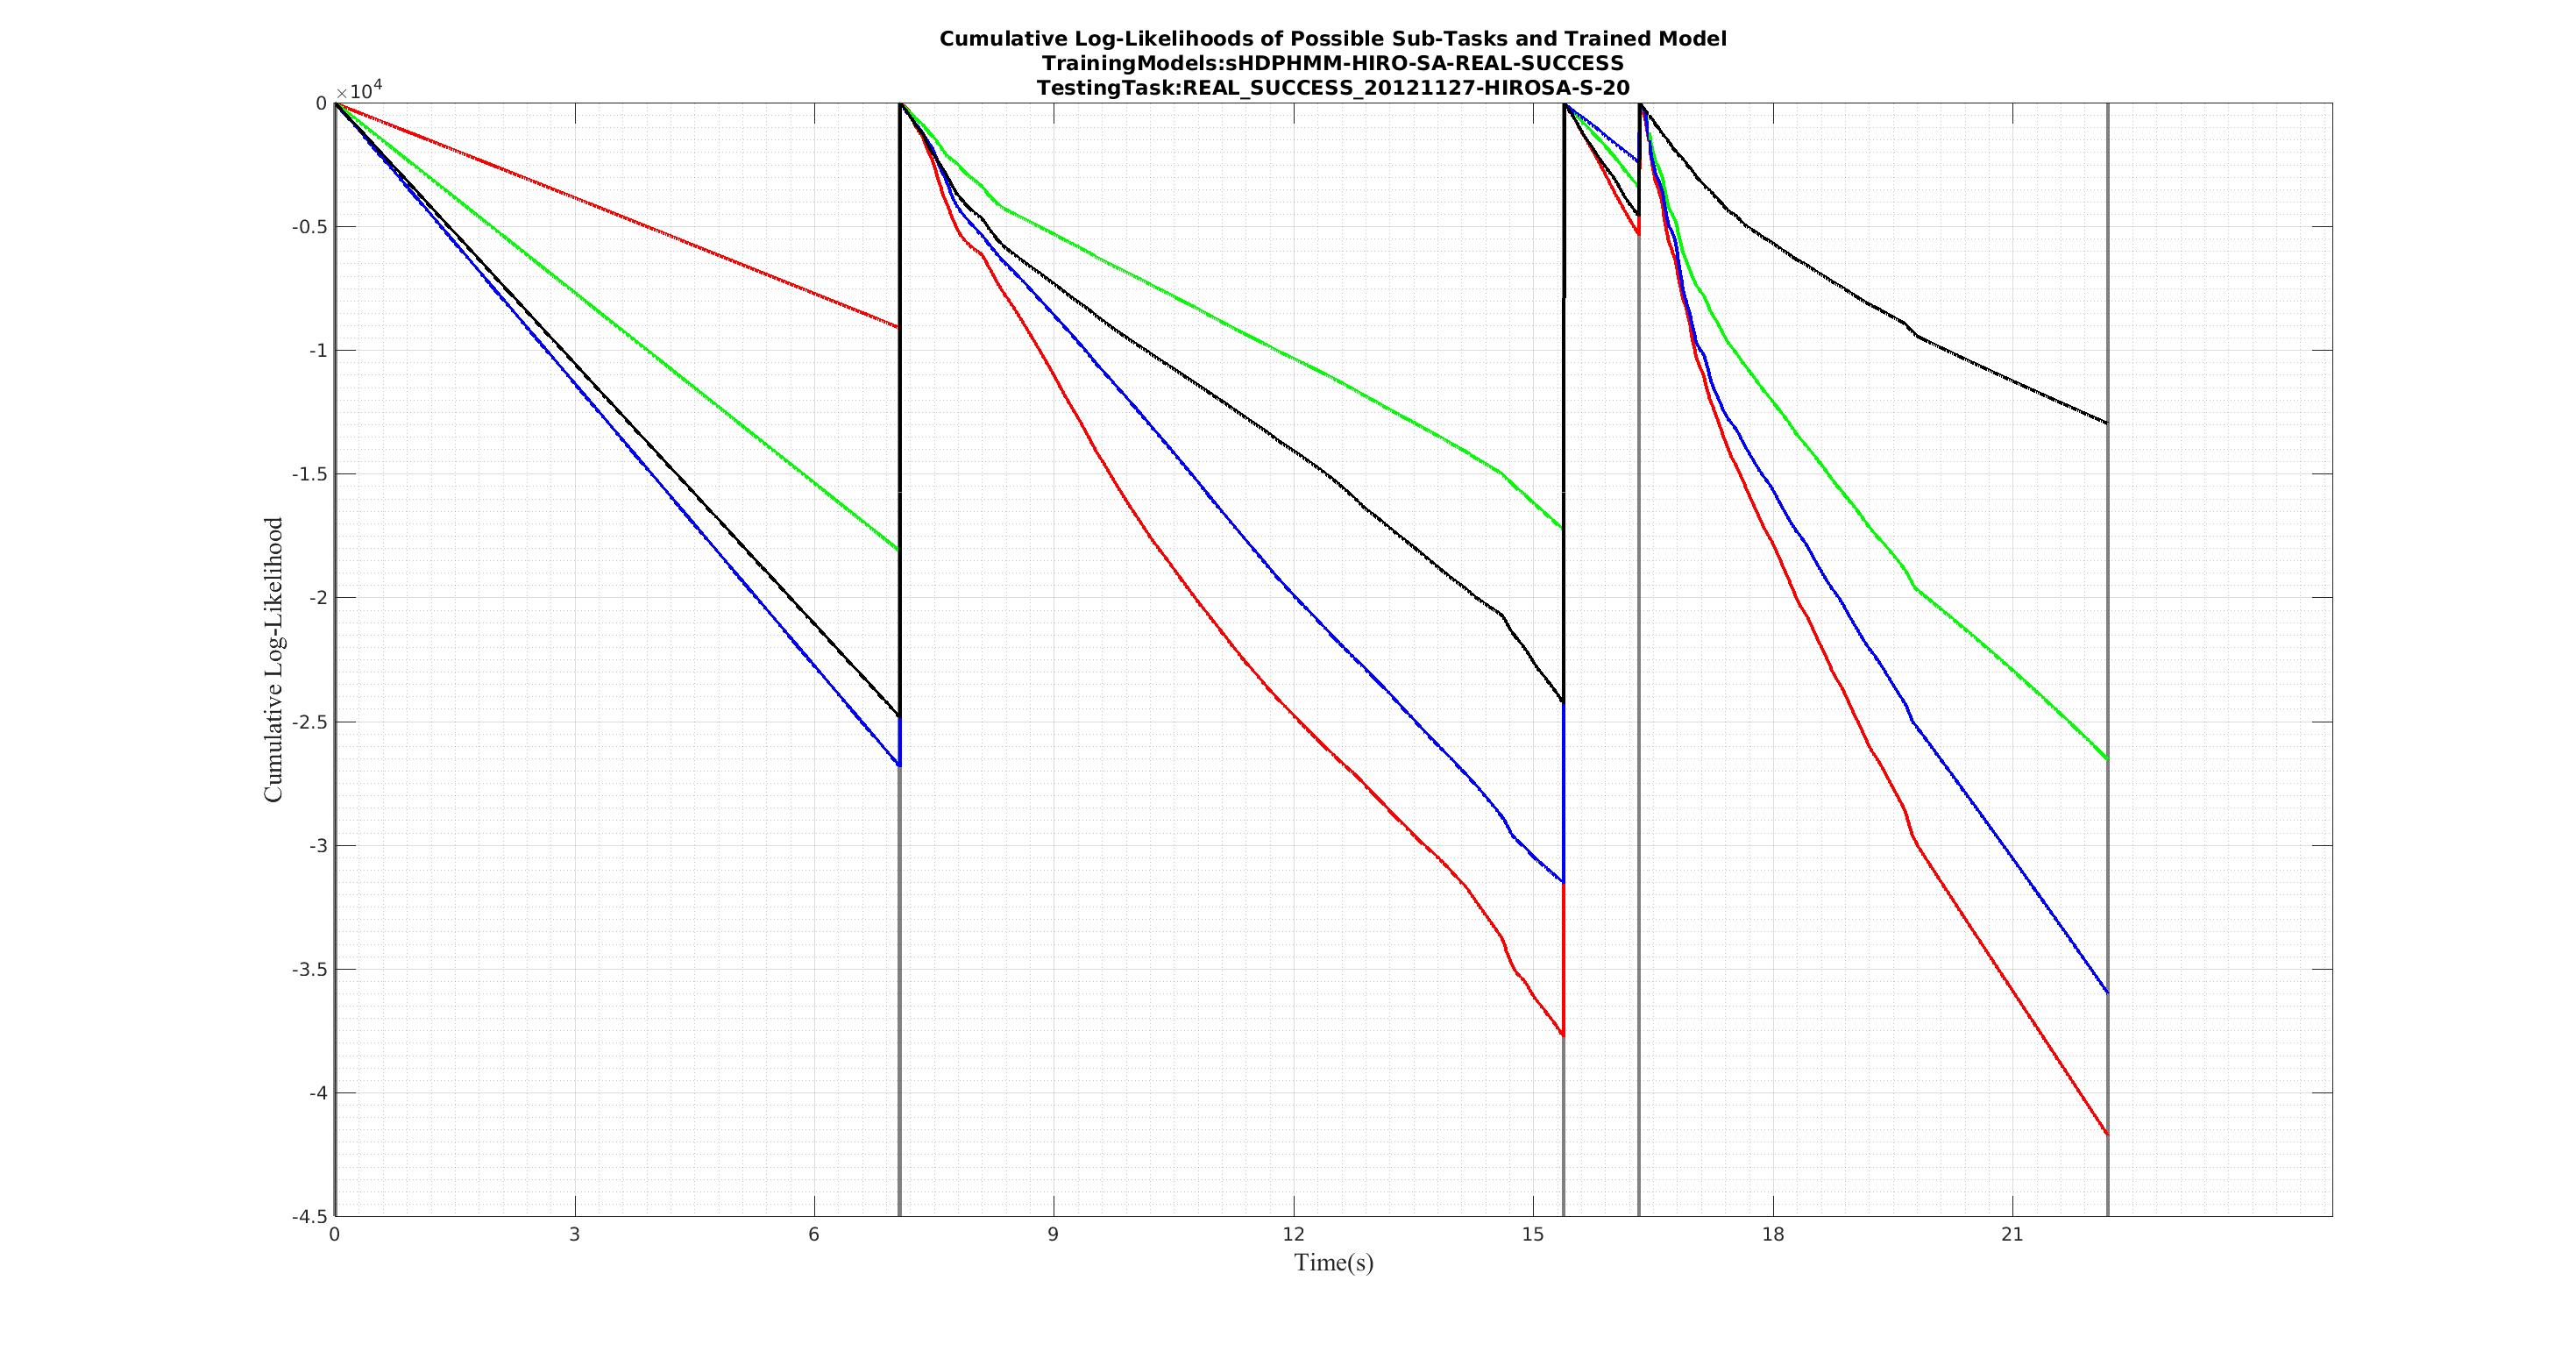 Cumulative Log-Likelihoods of Possible Sub-Tasks and Trained Model
TrainingModels:sHDPHMM-HIRO-SA-REAL-SUCCESS
TestingTask:REAL_SUCCESS_20121127-HIROSA-S-20
×10⁴
0
-0.5
-1
-1.5
-2
-2.5
-3
-3.5
-4
-4.5
Cumulative Log-Likelihood
0 3 6 9 12 15 18 21
Time(s)